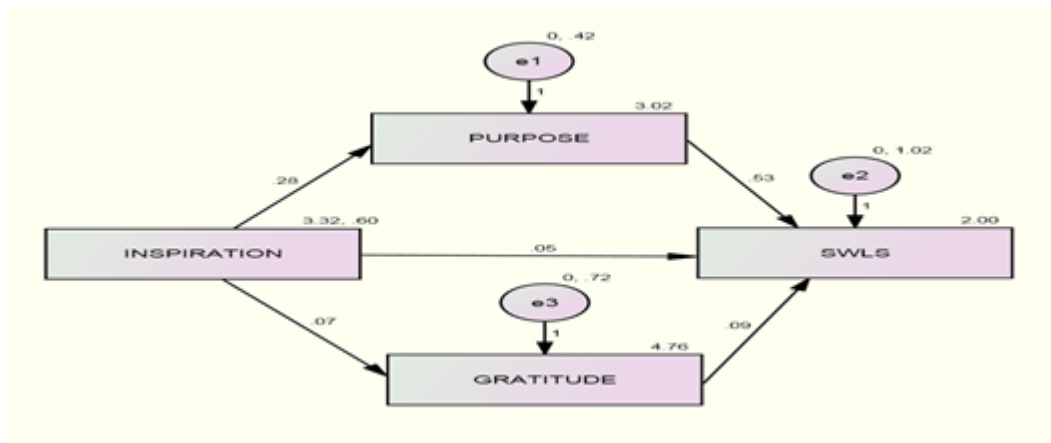 0, .42
e1
1
3.02
PURPOSE
0, 1.02
e2
.28
.53
1
3.32, .60
2.00
INSPIRATION
.05
SWLS
0, .72
e3
.07
1
.09
4.76
GRATITUDE